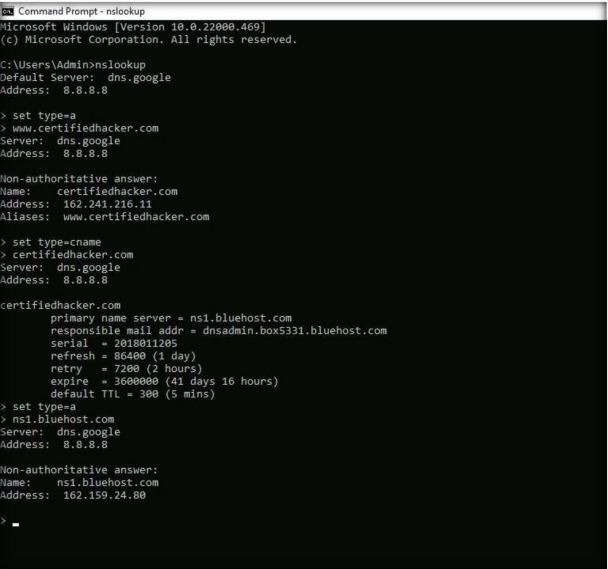 Command Prompt - nslookup
Microsoft Windows [Version 10.0.22000.469]
(c) Microsoft Corporation. All rights reserved.
C:\Users\Admin>nslookup
Default Server:  dns.google
Address:  8.8.8.8
> set type=a
> www.certifiedhacker.com
Server:  dns.google
Address:  8.8.8.8
Non-authoritative answer:
Name:    certifiedhacker.com
Address:  162.241.216.11
Aliases:  www.certifiedhacker.com
> set type=cname
> certifiedhacker.com
Server:  dns.google
Address:  8.8.8.8
certifiedhacker.com
primary name server = ns1.bluehost.com
responsible mail addr = dnsadmin.box5331.bluehost.com
serial  = 2018011205
refresh = 86400 (1 day)
retry   = 7200 (2 hours)
expire  = 3600000 (41 days 16 hours)
default TTL = 300 (5 mins)
> set type=a
> ns1.bluehost.com
Server:  dns.google
Address:  8.8.8.8
Non-authoritative answer:
Name:    ns1.bluehost.com
Address:  162.159.24.80
>